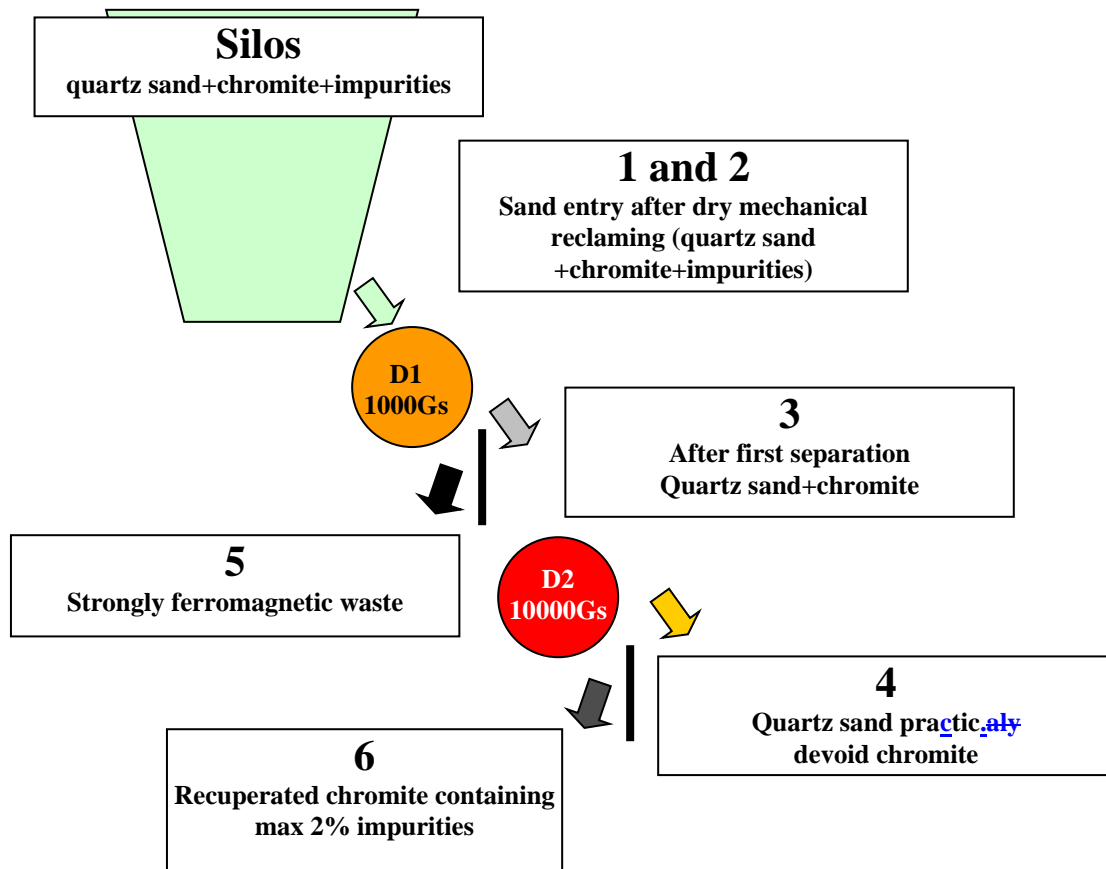 Silos
quartz sand+chromite+impurities
1 and 2
Sand entry after dry mechanical
reclaming (quartz sand
+chromite+impurities)
D1
1000Gs
3
After first separation
Quartz sand+chromite
5
Strongly ferromagnetic waste
D2
10000Gs
4
Quartz sand practic.aly
devoid chromite
6
Recuperated chromite containing
max 2% impurities